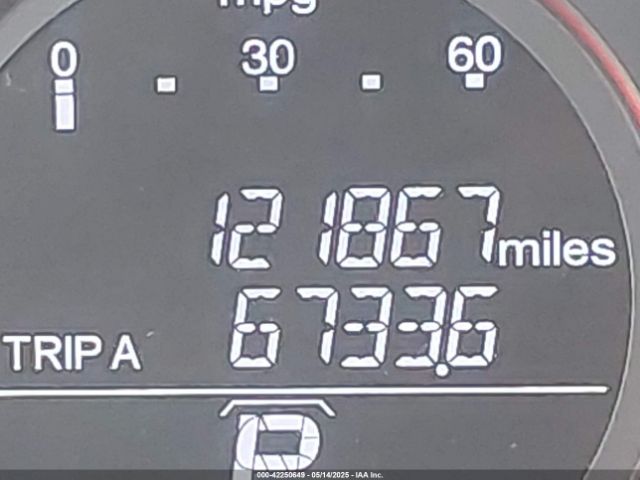 mpg
0 30 60
121867 miles
TRIP A 6733.6
P
000-42250649 - 05/14/2025 - IAA Inc.